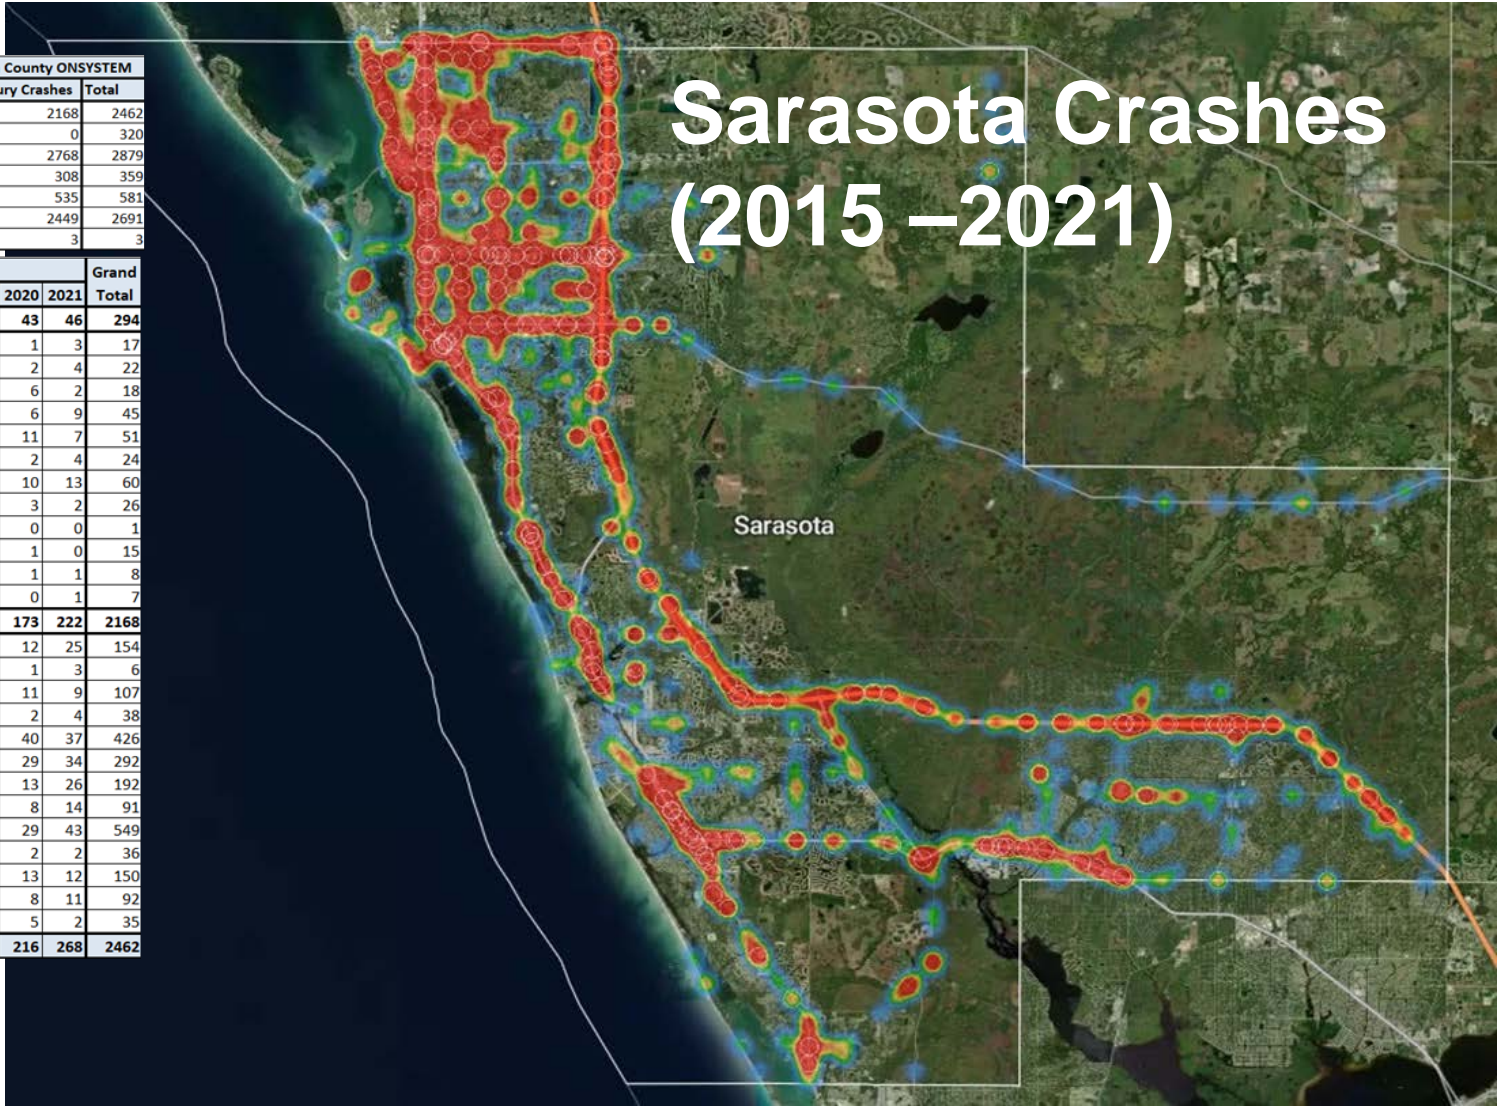 County ONSYSTEM
ury Crashes Total
2168 2462
0 320
2768 2879
308 359
535 581
2449 2691
3 3
Grand
2020 2021 Total
43 46 294
1 3 17
2 4 22
6 2 18
6 9 45
11 7 51
2 4 24
10 13 60
3 2 26
0 0 1
1 0 15
1 1 8
0 1 7
173 222 2168
12 25 154
1 3 6
11 9 107
2 4 38
40 37 426
29 34 292
13 26 192
8 14 91
29 43 549
2 2 36
13 12 150
8 11 92
5 2 35
216 268 2462
Sarasota Crashes
(2015 –2021)
Sarasota